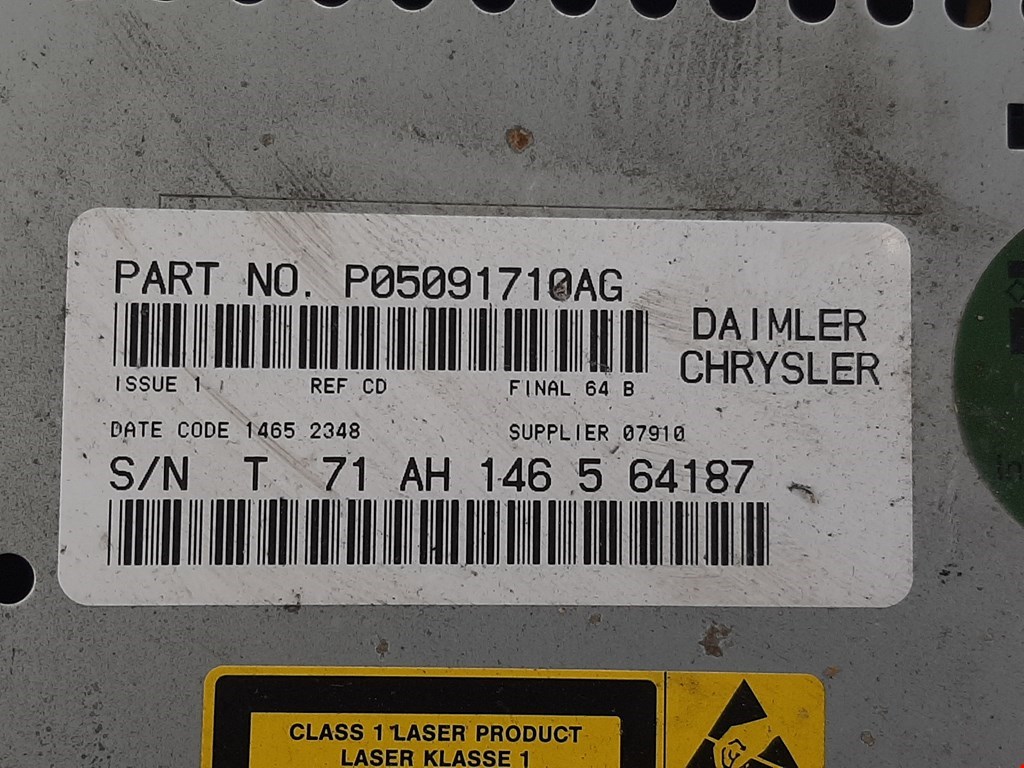 PART NO. P05091710AG
DAIMLER
CHRYSLER
ISSUE 1 REF CD FINAL 64 B
DATE CODE 1465 2348 SUPPLIER 07910
S/N T 71 AH 146 5 64187
CLASS 1 LASER PRODUCT
LASER KLASSE 1